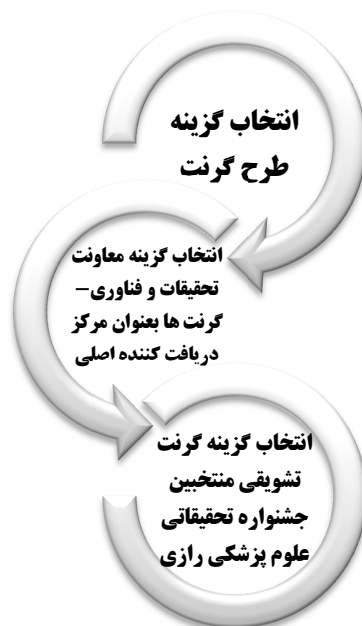 انتخاب گزینه
طرح گرنت
انتخاب گزینه معاونت
تحقیقات و فناوری–
گرنت ها بعنوان مرکز
دریافت کننده اصلی
انتخاب گزینه گرنت
تشویقی منتخبین
جشنواره تحقیقاتی
علوم پزشکی رازی